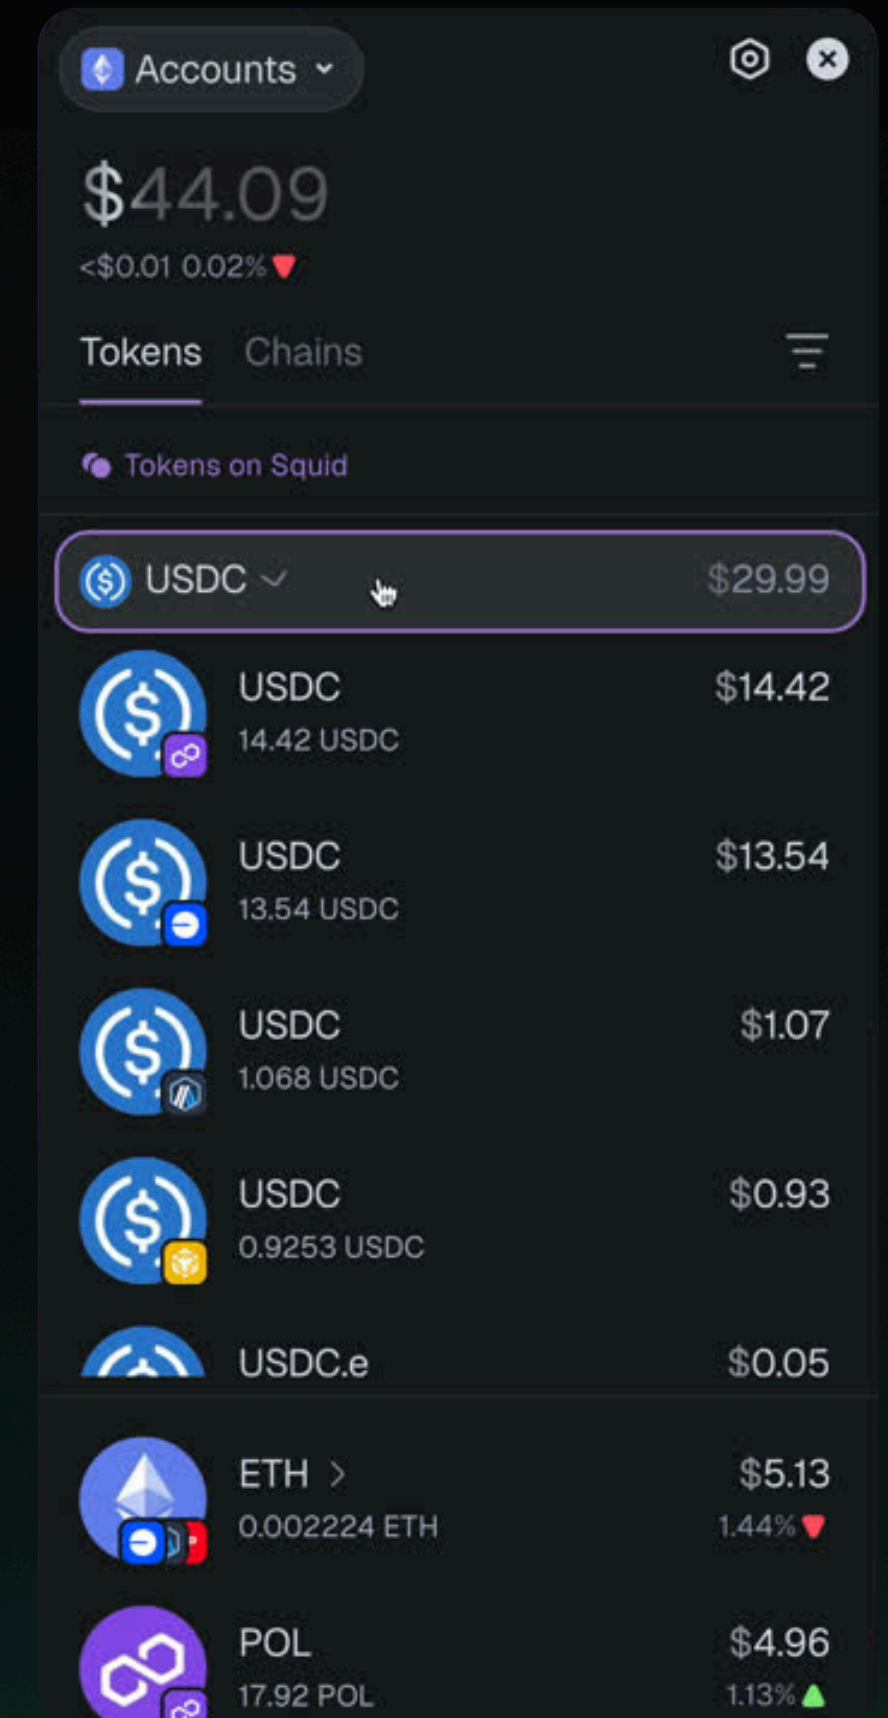 Accounts
$44.09
<$0.01 0.02%
Tokens Chains
Tokens on Squid
USDC $29.99
USDC $14.42
14.42 USDC
USDC $13.54
13.54 USDC
USDC $1.07
1.068 USDC
USDC $0.93
0.9253 USDC
USDC.e $0.05
ETH $5.13
0.002224 ETH 1.44%
POL $4.96
17.92 POL 1.13%